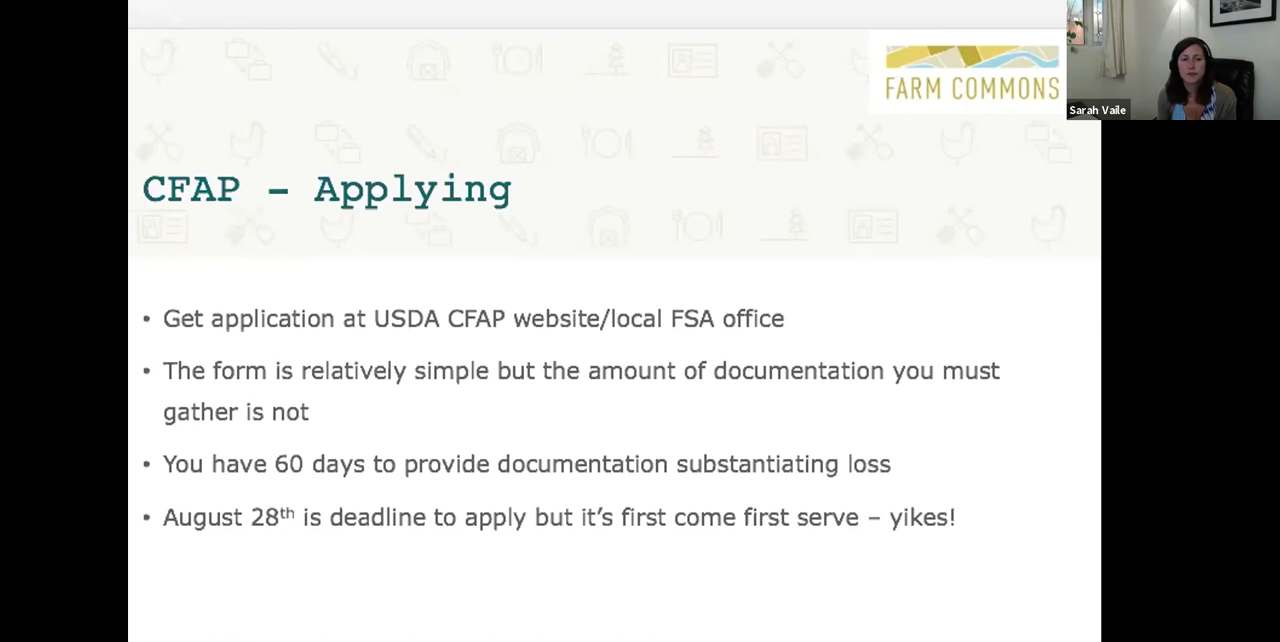 FARM COMMONS
Sarah Vaile
CFAP – Applying
• Get application at USDA CFAP website/local FSA office
• The form is relatively simple but the amount of documentation you must
gather is not
• You have 60 days to provide documentation substantiating loss
• August 28th is deadline to apply but it’s first come first serve – yikes!